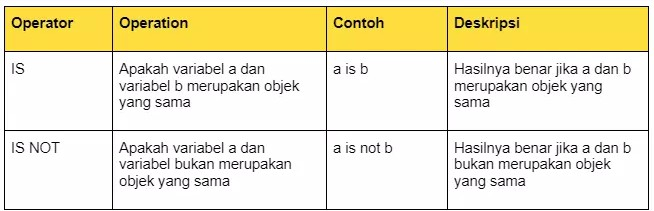 Operator Operation Contoh Deskripsi
IS Apakah variabel a dan a is b Hasilnya benar jika a dan b
variabel b merupakan objek merupakan objek yang
yang sama sama
IS NOT Apakah variabel a dan a is not b Hasilnya benar jika a dan b
variabel bukan merupakan bukan merupakan objek
objek yang sama yang sama